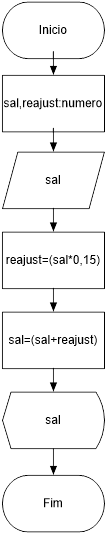 Inicio
sal,reajust:numero
sal
reajust=(sal*0,15)
sal=(sal+reajust)
sal
Fim